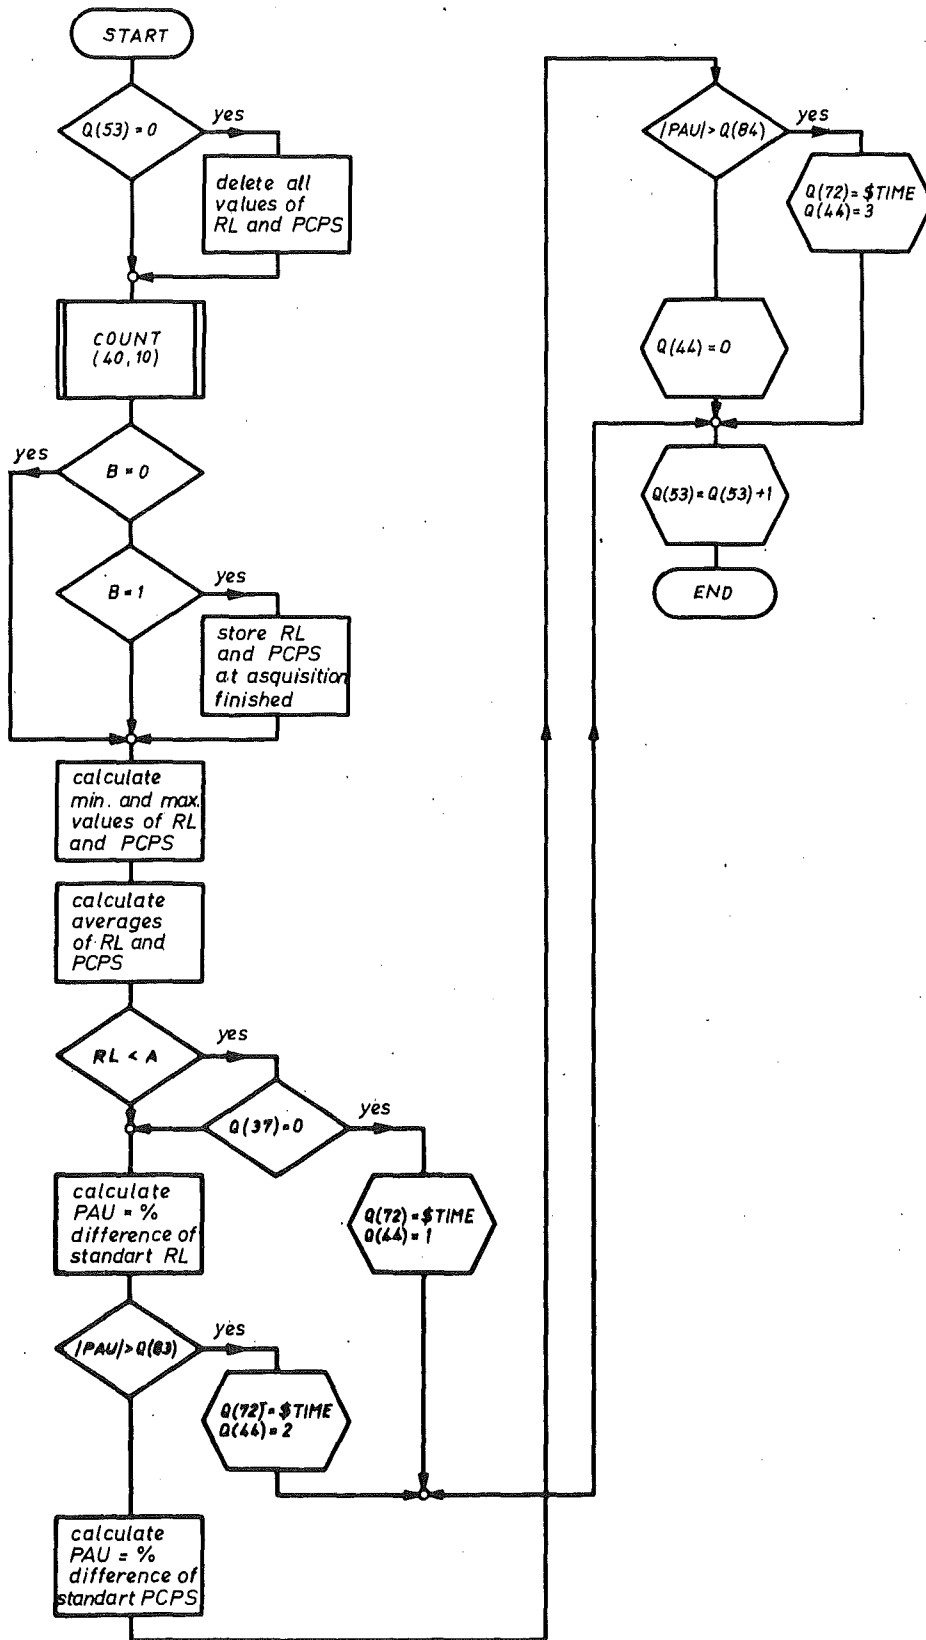 START
Q(53)=0
yes
delete all
values of
RL and PCPS
COUNT
(40,10)
yes
B=0
B=1
yes
store RL
and PCPS
at asquisition
finished
calculate
min. and max.
values of RL
and PCPS
calculate
averages
of RL and
PCPS
RL < A
yes
Q(37)=0
yes
Q(72)=$TIME
Q(44)=1
calculate
PAU = %
difference of
standart RL
|PAU|>Q(83)
yes
Q(72)=$TIME
Q(44)=2
calculate
PAU = %
difference of
standart PCPS
|PAU|>Q(84)
yes
Q(72)=$TIME
Q(44)=3
Q(44)=0
Q(53)=Q(53)+1
END